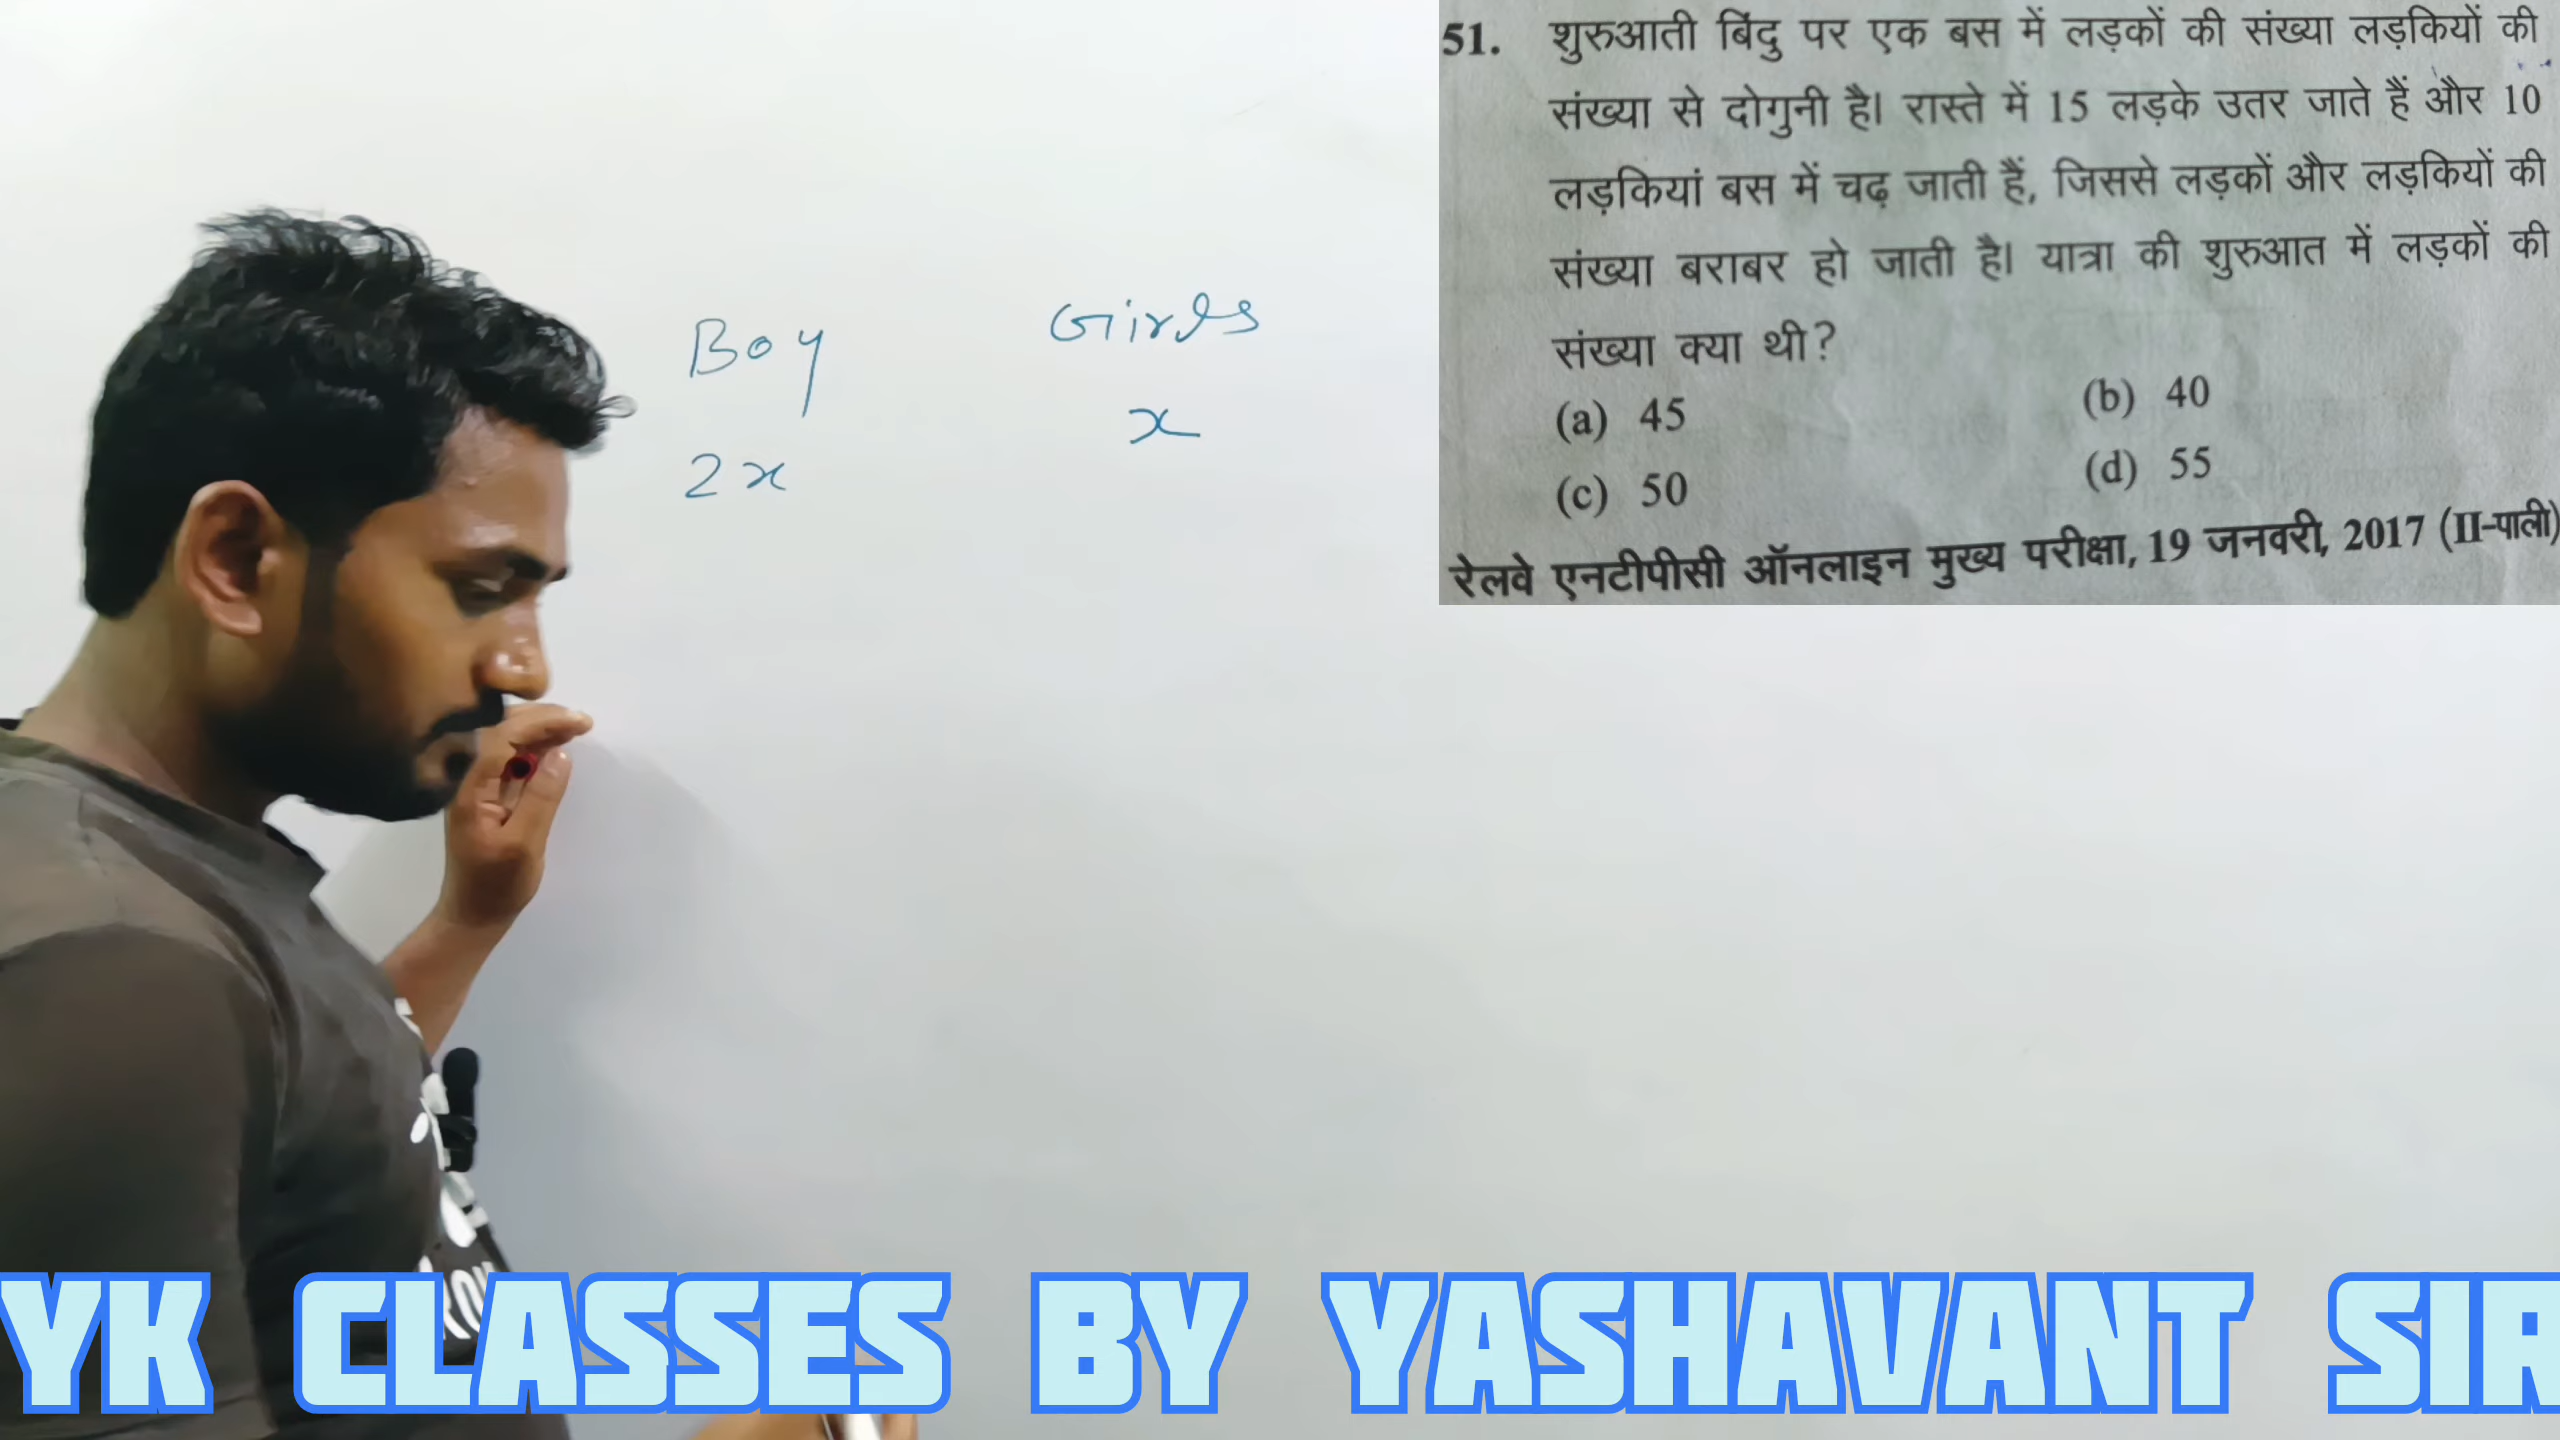 51. शुरुआती बिंदु पर एक बस में लड़कों की संख्या लड़कियों की
संख्या से दोगुनी है। रास्ते में 15 लड़के उतर जाते हैं और 10
लड़कियां बस में चढ़ जाती हैं, जिससे लड़कों और लड़कियों की
संख्या बराबर हो जाती है। यात्रा की शुरुआत में लड़कों की
संख्या क्या थी?
(a) 45 (b) 40
(c) 50 (d) 55
रेलवे एनटीपीसी ऑनलाइन मुख्य परीक्षा, 19 जनवरी, 2017 (II-पाली)
Boy Girls
2x x
YK CLASSES BY YASHAVANT SIR